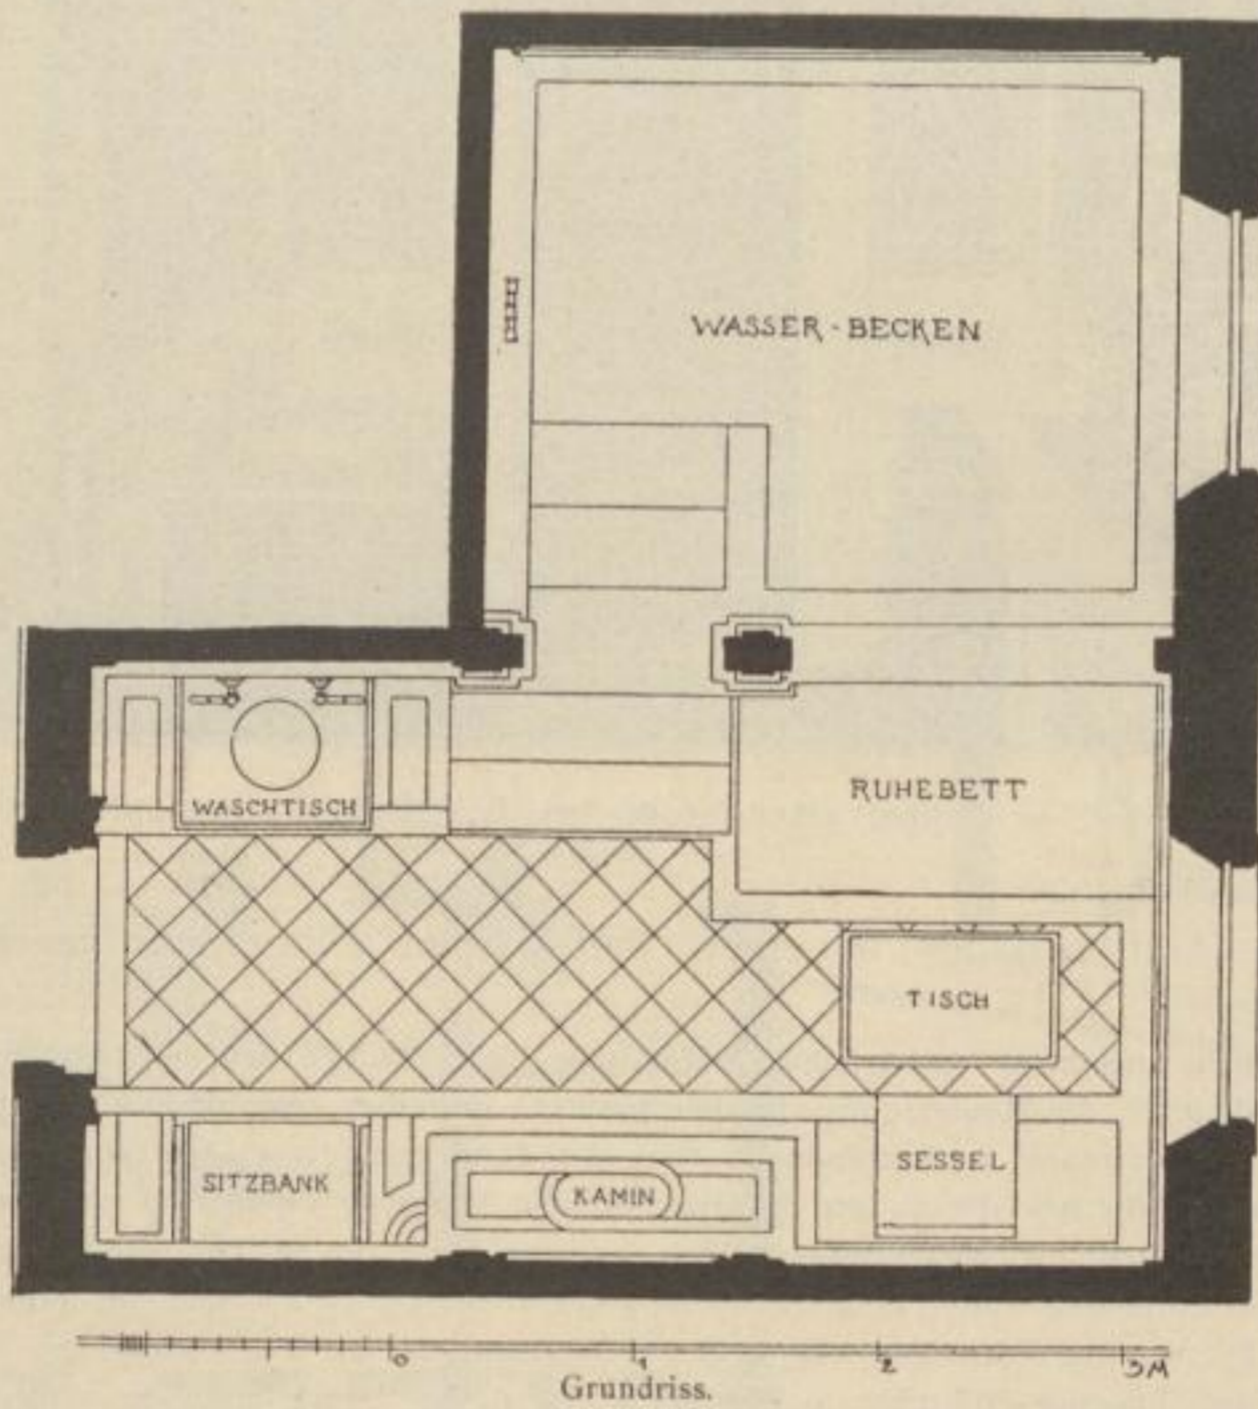 WASSER-BECKEN
RUHEBETT
WASCHTISCH
TISCH
SESSEL
SITZBANK
KAMIN
0 1 2 3M
Grundriss.